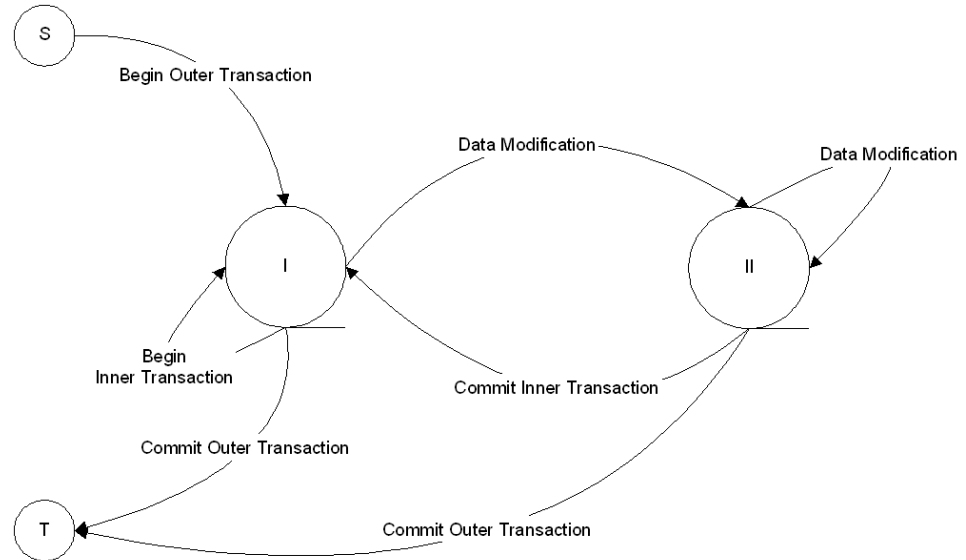 S
Begin Outer Transaction
Data Modification
Data Modification
I
II
Begin
Inner Transaction
Commit Inner Transaction
Commit Outer Transaction
T
Commit Outer Transaction